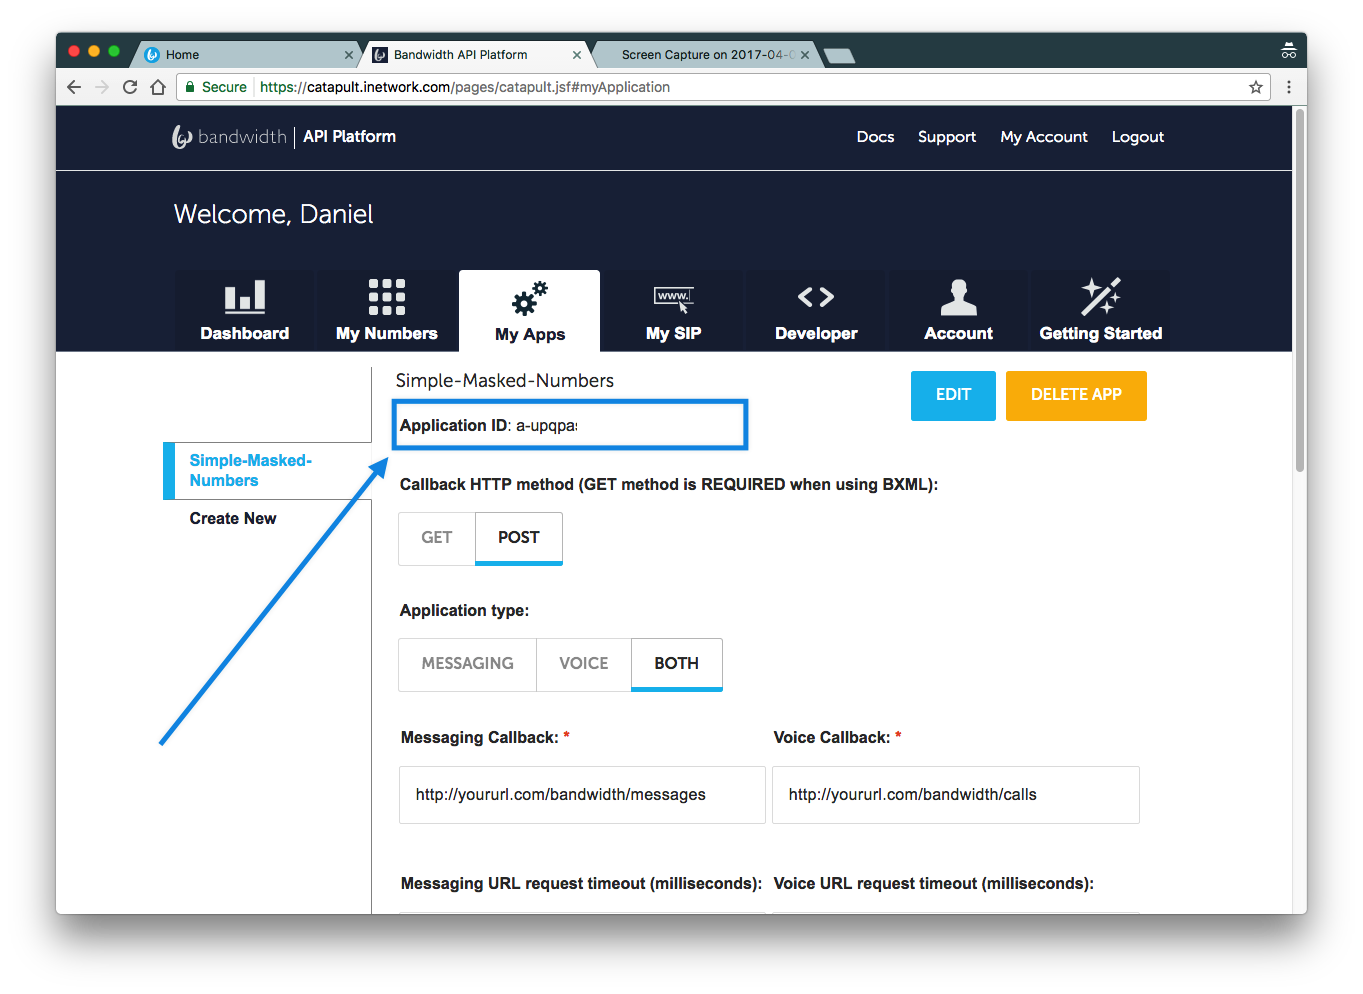 Home
Bandwidth API Platform
Screen Capture on 2017-04-
Secure https://catapult.inetwork.com/pages/catapult.jsf#myApplication
bandwidth API Platform
Docs Support My Account Logout
Welcome, Daniel
Dashboard
My Numbers
My Apps
www.
My SIP
Developer
Account
Getting Started
Simple-Masked-Numbers
EDIT
DELETE APP
Application ID: a-upqpa
Simple-Masked-
Numbers
Create New
Callback HTTP method (GET method is REQUIRED when using BXML):
GET POST
Application type:
MESSAGING VOICE BOTH
Messaging Callback: *
Voice Callback: *
http://yoururl.com/bandwidth/messages
http://yoururl.com/bandwidth/calls
Messaging URL request timeout (milliseconds):
Voice URL request timeout (milliseconds):